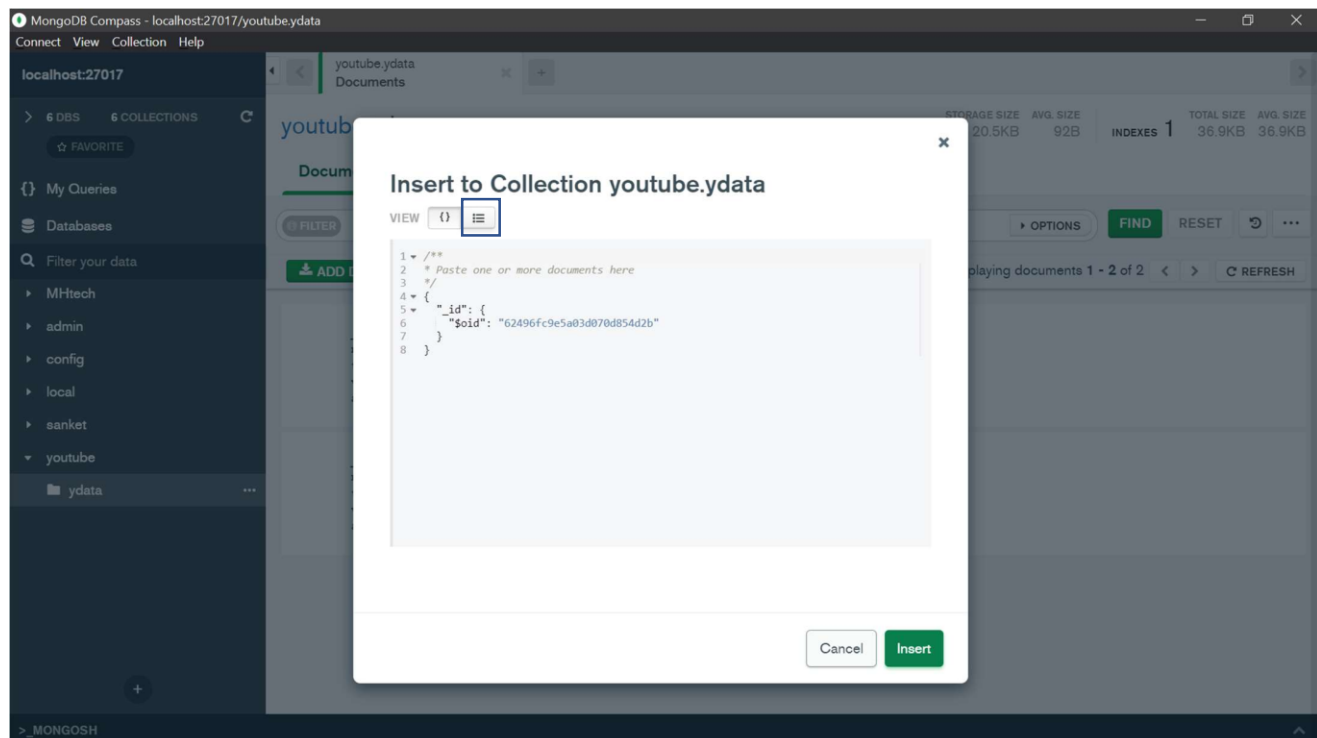 MongoDB Compass - localhost:27017/youtube.ydata
Connect View Collection Help
localhost:27017
6 DBS 6 COLLECTIONS
FAVORITE
{} My Queries
Databases
Filter your data
MHtech
admin
config
local
sanket
youtube
ydata
youtube.ydata
Documents
youtub
STORAGE SIZE AVG. SIZE
20.5KB 92B
INDEXES 1
TOTAL SIZE AVG. SIZE
36.9KB 36.9KB
Docum
FILTER
OPTIONS
FIND
RESET
ADD D
playing documents 1 - 2 of 2
REFRESH
Insert to Collection youtube.ydata
VIEW {}
1 /**
2 * Paste one or more documents here
3 */
4 {
5 "_id": {
6 "$oid": "62496fc9e5a03d070d854d2b"
7 }
8 }
Cancel
Insert
>_MONGOSH